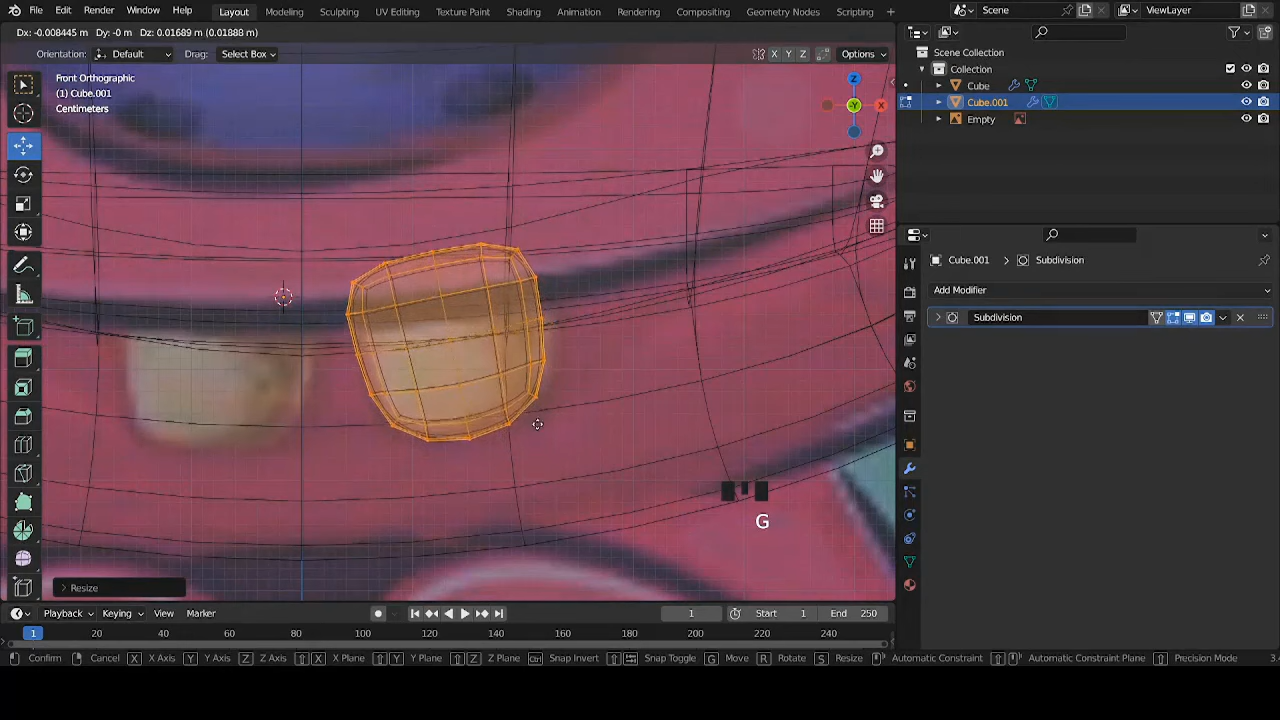 File Edit Render Window Help Layout Modeling Sculpting UV Editing Texture Paint Shading Animation Rendering Compositing Geometry Nodes Scripting + Scene ViewLayer
Dx: -0.008445 m Dy: -0 m Dz: 0.01689 m (0.01888 m)
Orientation: Default Drag: Select Box X Y Z Options
Front Orthographic
(1) Cube.001
Centimeters
Z
-Y
X
G
Resize
Scene Collection
Collection
Cube
Cube.001
Empty
Cube.001 > Subdivision
Add Modifier
Subdivision
Playback Keying View Marker 1 Start 1 End 250
1 20 40 60 80 100 120 140 160 180 200 220 240
Confirm Cancel X X Axis Y Y Axis Z Z Axis X X Plane Y Y Plane Z Z Plane Ctrl Snap Invert Snap Toggle G Move R Rotate S Resize Automatic Constraint Automatic Constraint Plane Precision Mode 3.